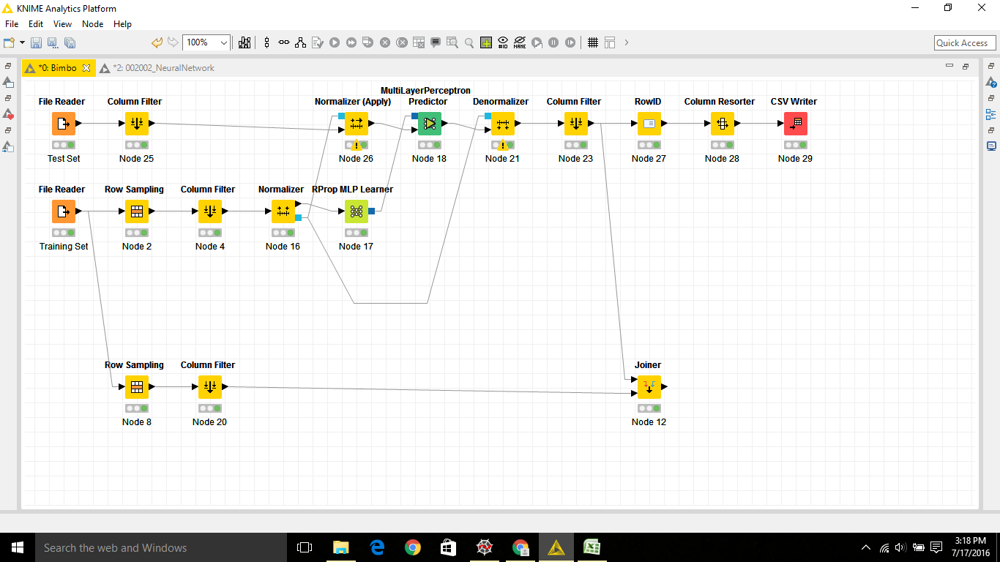 KNIME Analytics Platform
File Edit View Node Help
100%
#ID
NAME
Quick Access
*0: Bimbo
*2: 002002_NeuralNetwork
MultiLayerPerceptron
File Reader Column Filter Normalizer (Apply) Predictor Denormalizer Column Filter RowID Column Resorter CSV Writer
Test Set Node 25 Node 26 Node 18 Node 21 Node 23 Node 27 Node 28 Node 29
File Reader Row Sampling Column Filter Normalizer RProp MLP Learner
Training Set Node 2 Node 4 Node 16 Node 17
Row Sampling Column Filter Joiner
Node 8 Node 20 Node 12
Search the web and Windows
3:18 PM
7/17/2016